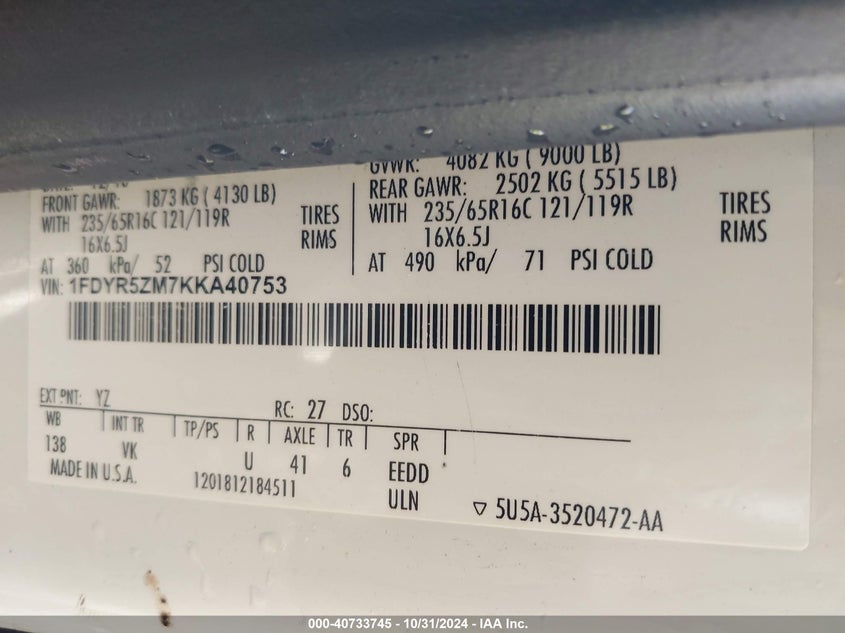 GVWR: 4082 KG ( 9000 LB)
FRONT GAWR: 1873 KG ( 4130 LB)
WITH 235/65R16C 121/119R TIRES
16X6.5J RIMS
AT 360 kPa/ 52 PSI COLD
REAR GAWR: 2502 KG ( 5515 LB)
WITH 235/65R16C 121/119R TIRES
16X6.5J RIMS
AT 490 kPa/ 71 PSI COLD
VIN: 1FDYR5ZM7KKA40753
EXT PNT: YZ RC: 27 DSO:
WB INT TR TP/PS R AXLE TR SPR
138 VK U 41 6 EEDD
MADE IN U.S.A. 1201812184511 ULN
5U5A-3520472-AA
000-40733745 - 10/31/2024 - IAA Inc.